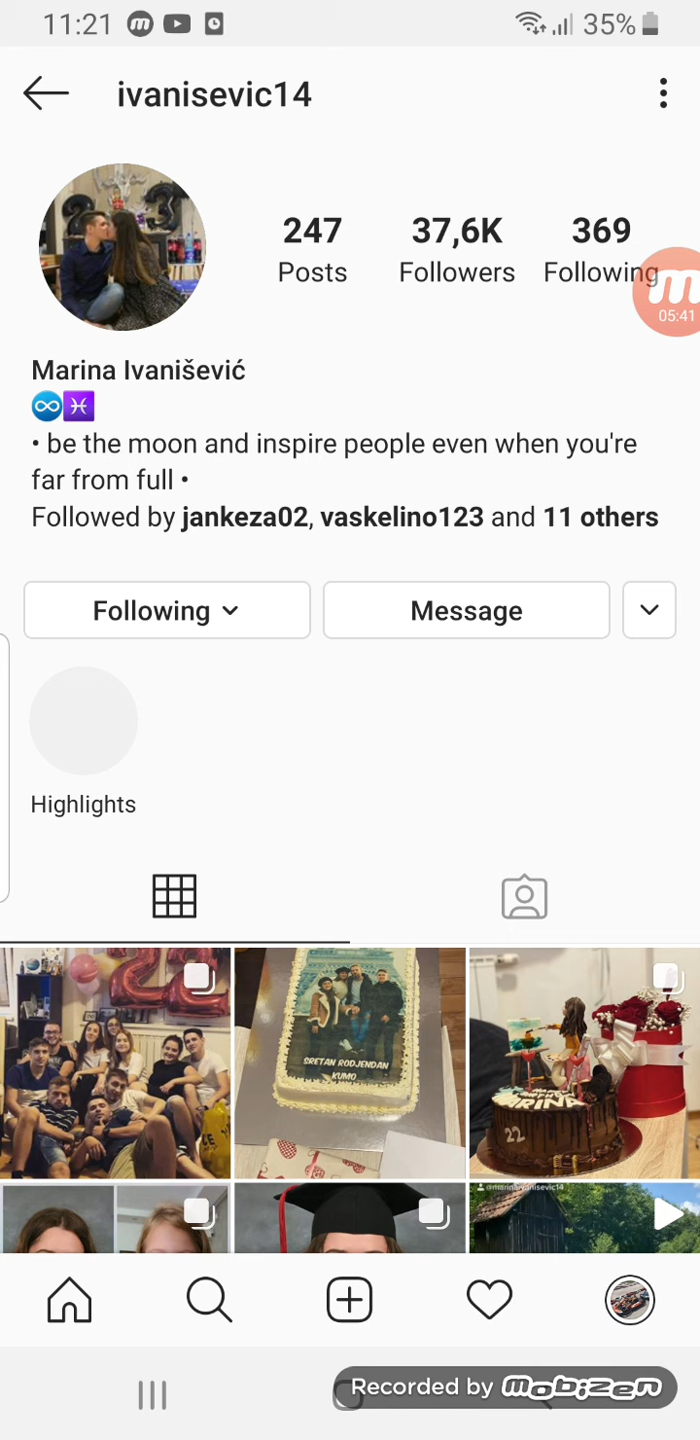 11:21
35%
ivanisevic14
247
37,6K
369
Posts
Followers
Following
m
05:41
Marina Ivanišević
♾️♓
• be the moon and inspire people even when you're
far from full •
Followed by jankeza02, vaskelino123 and 11 others
Following
Message
Highlights
22
SRETAN RODJENDAN
KUMO
MARINA
22
Recorded by mobizen